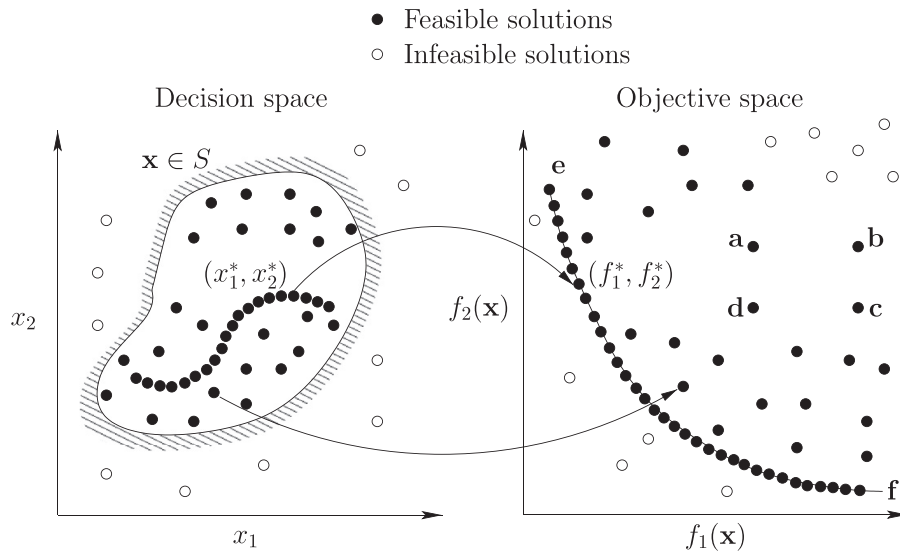 Feasible solutions
Infeasible solutions
Decision space
Objective space
x ∈ S
e
a
b
(x₁*, x₂*)
(f₁*, f₂*)
x₂
f₂(x)
d
c
f
x₁
f₁(x)